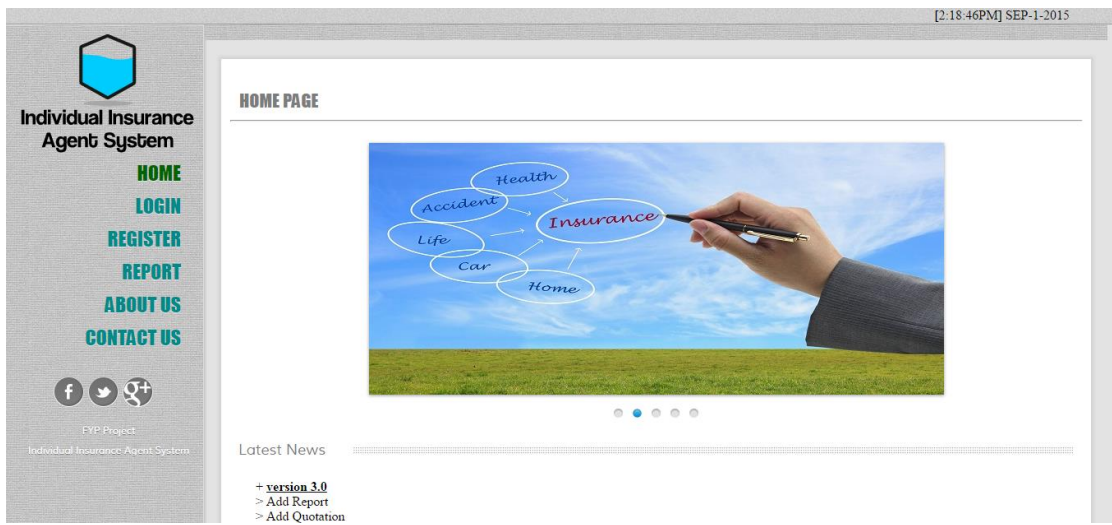 [2:18:46PM] SEP-1-2015
Individual Insurance
Agent System
HOME
LOGIN
REGISTER
REPORT
ABOUT US
CONTACT US
f
g+
FYP Project
Individual Insurance Agent System
HOME PAGE
Health
Accident
Insurance
Life
Car
Home
Latest News
+ version 3.0
> Add Report
> Add Quotation